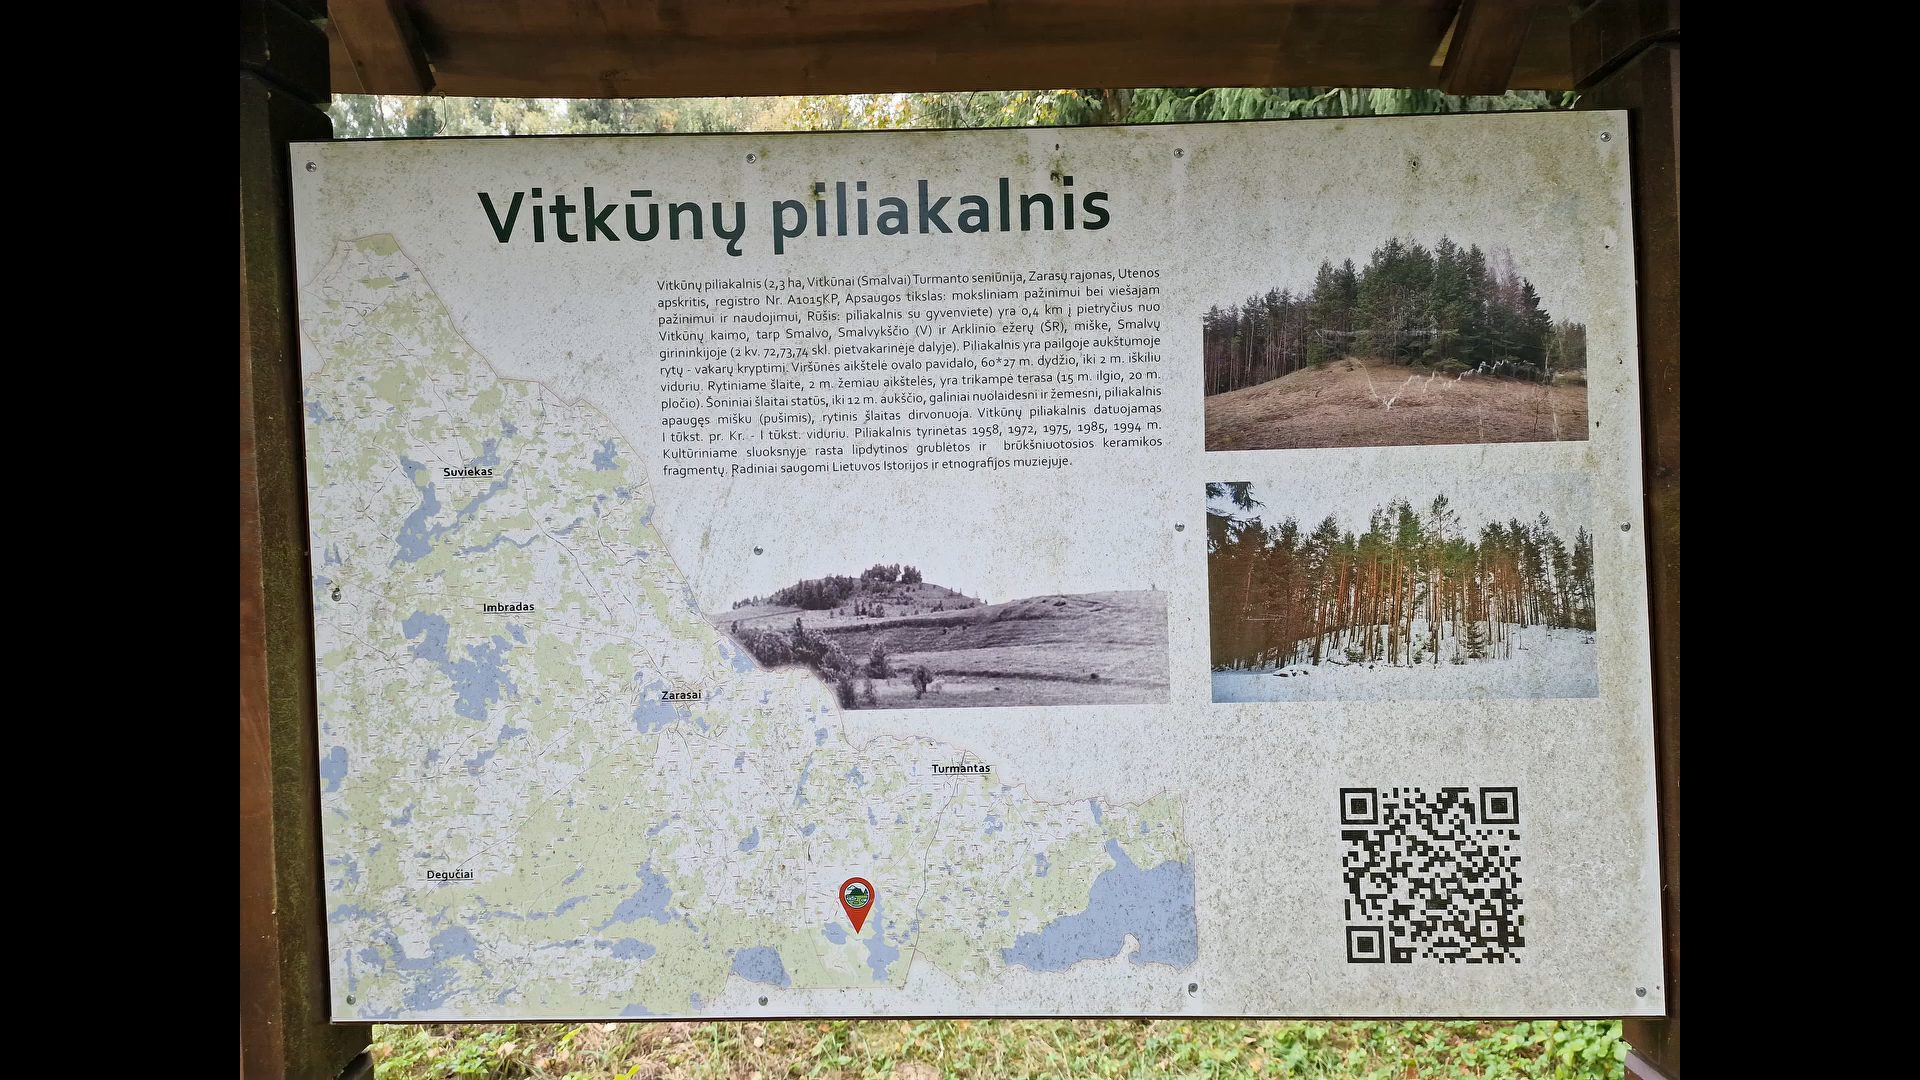 Vitkūnų piliakalnis
Vitkūnų piliakalnis (2,3 ha, Vitkūnai (Smalvai) Turmanto seniūnija, Zarasų rajonas, Utenos
apskritis, registro Nr. A1015KP, Apsaugos tikslas: moksliniam pažinimui bei viešajam
pažinimui ir naudojimui, Rūšis: piliakalnis su gyvenviete) yra 0,4 km į pietryčius nuo
Vitkūnų kaimo, tarp Smalvo, Smalvykščio (V) ir Arklinio ežerų (ŠR), miške, Smalvų
girininkijoje (2 kv. 72,73,74 skl. pietvakarinėje dalyje). Piliakalnis yra pailgoje aukštumoje
rytų - vakarų kryptimi. Viršūnės aikštelė ovalo pavidalo, 60*27 m. dydžio, iki 2 m. iškiliu
viduriu. Rytiniame šlaite, 2 m. žemiau aikštelės, yra trikampė terasa (15 m. ilgio, 20 m.
pločio). Šoniniai šlaitai statūs, iki 12 m. aukščio, galiniai nuolaidesni ir žemesni, piliakalnis
apaugęs mišku (pušimis), rytinis šlaitas dirvonuoja. Vitkūnų piliakalnis datuojamas
I tūkst. pr. Kr. - I tūkst. viduriu. Piliakalnis tyrinėtas 1958, 1972, 1975, 1985, 1994 m.
Kultūriniame sluoksnyje rasta lipdytinos grublėtos ir brūkšniuotosios keramikos
fragmentų. Radiniai saugomi Lietuvos Istorijos ir etnografijos muziejuje.
Suviekas
Imbradas
Zarasai
Turmantas
Degučiai